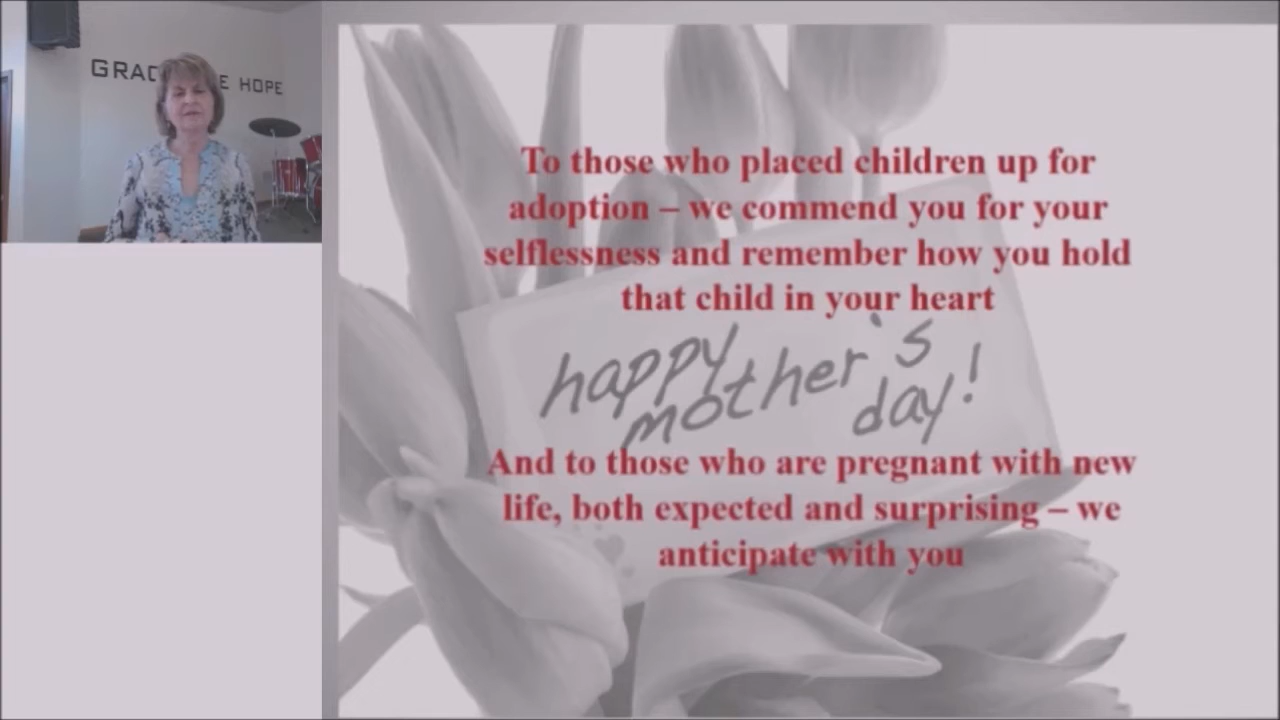 GRAC E HOPE
To those who placed children up for
adoption – we commend you for your
selflessness and remember how you hold
that child in your heart
happy
mother's
day!
And to those who are pregnant with new
life, both expected and surprising – we
anticipate with you